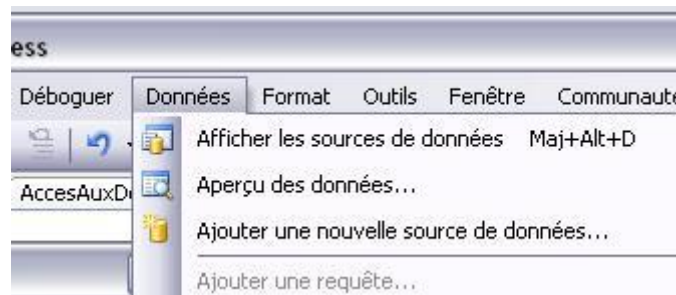 ess
Déboguer Données Format Outils Fenêtre Communauté
Afficher les sources de données Maj+Alt+D
AccesAuxD
Aperçu des données...
Ajouter une nouvelle source de données...
Ajouter une requête...